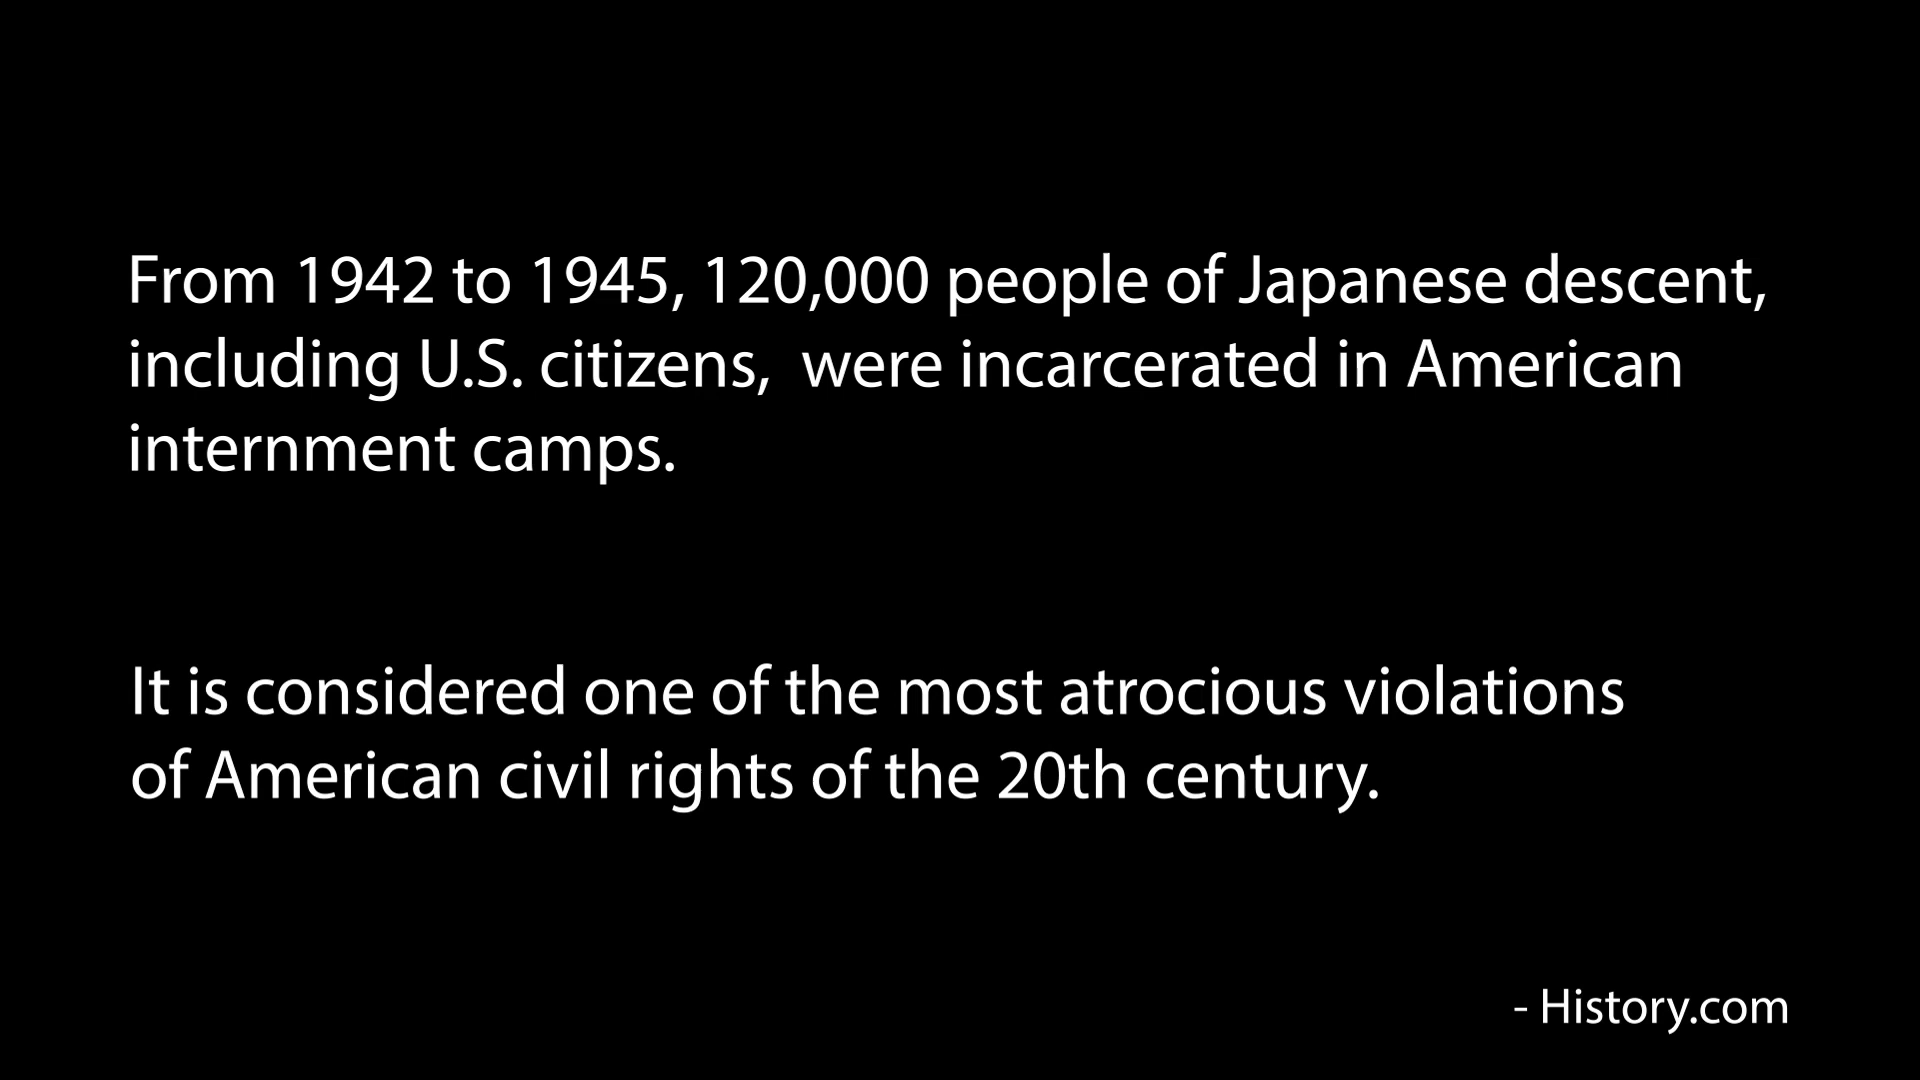 From 1942 to 1945, 120,000 people of Japanese descent,
including U.S. citizens,  were incarcerated in American
internment camps.
It is considered one of the most atrocious violations
of American civil rights of the 20th century.
- History.com